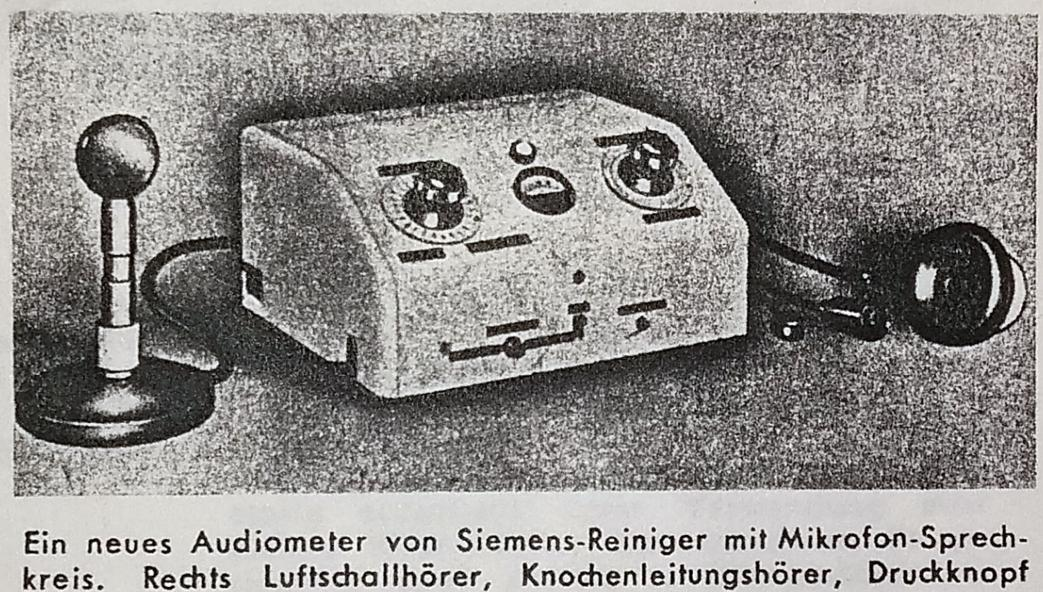 Ein neues Audiometer von Siemens-Reiniger mit Mikrofon-Sprech-
kreis. Rechts Luftschallhörer, Knochenleitungshörer, Druckknopf